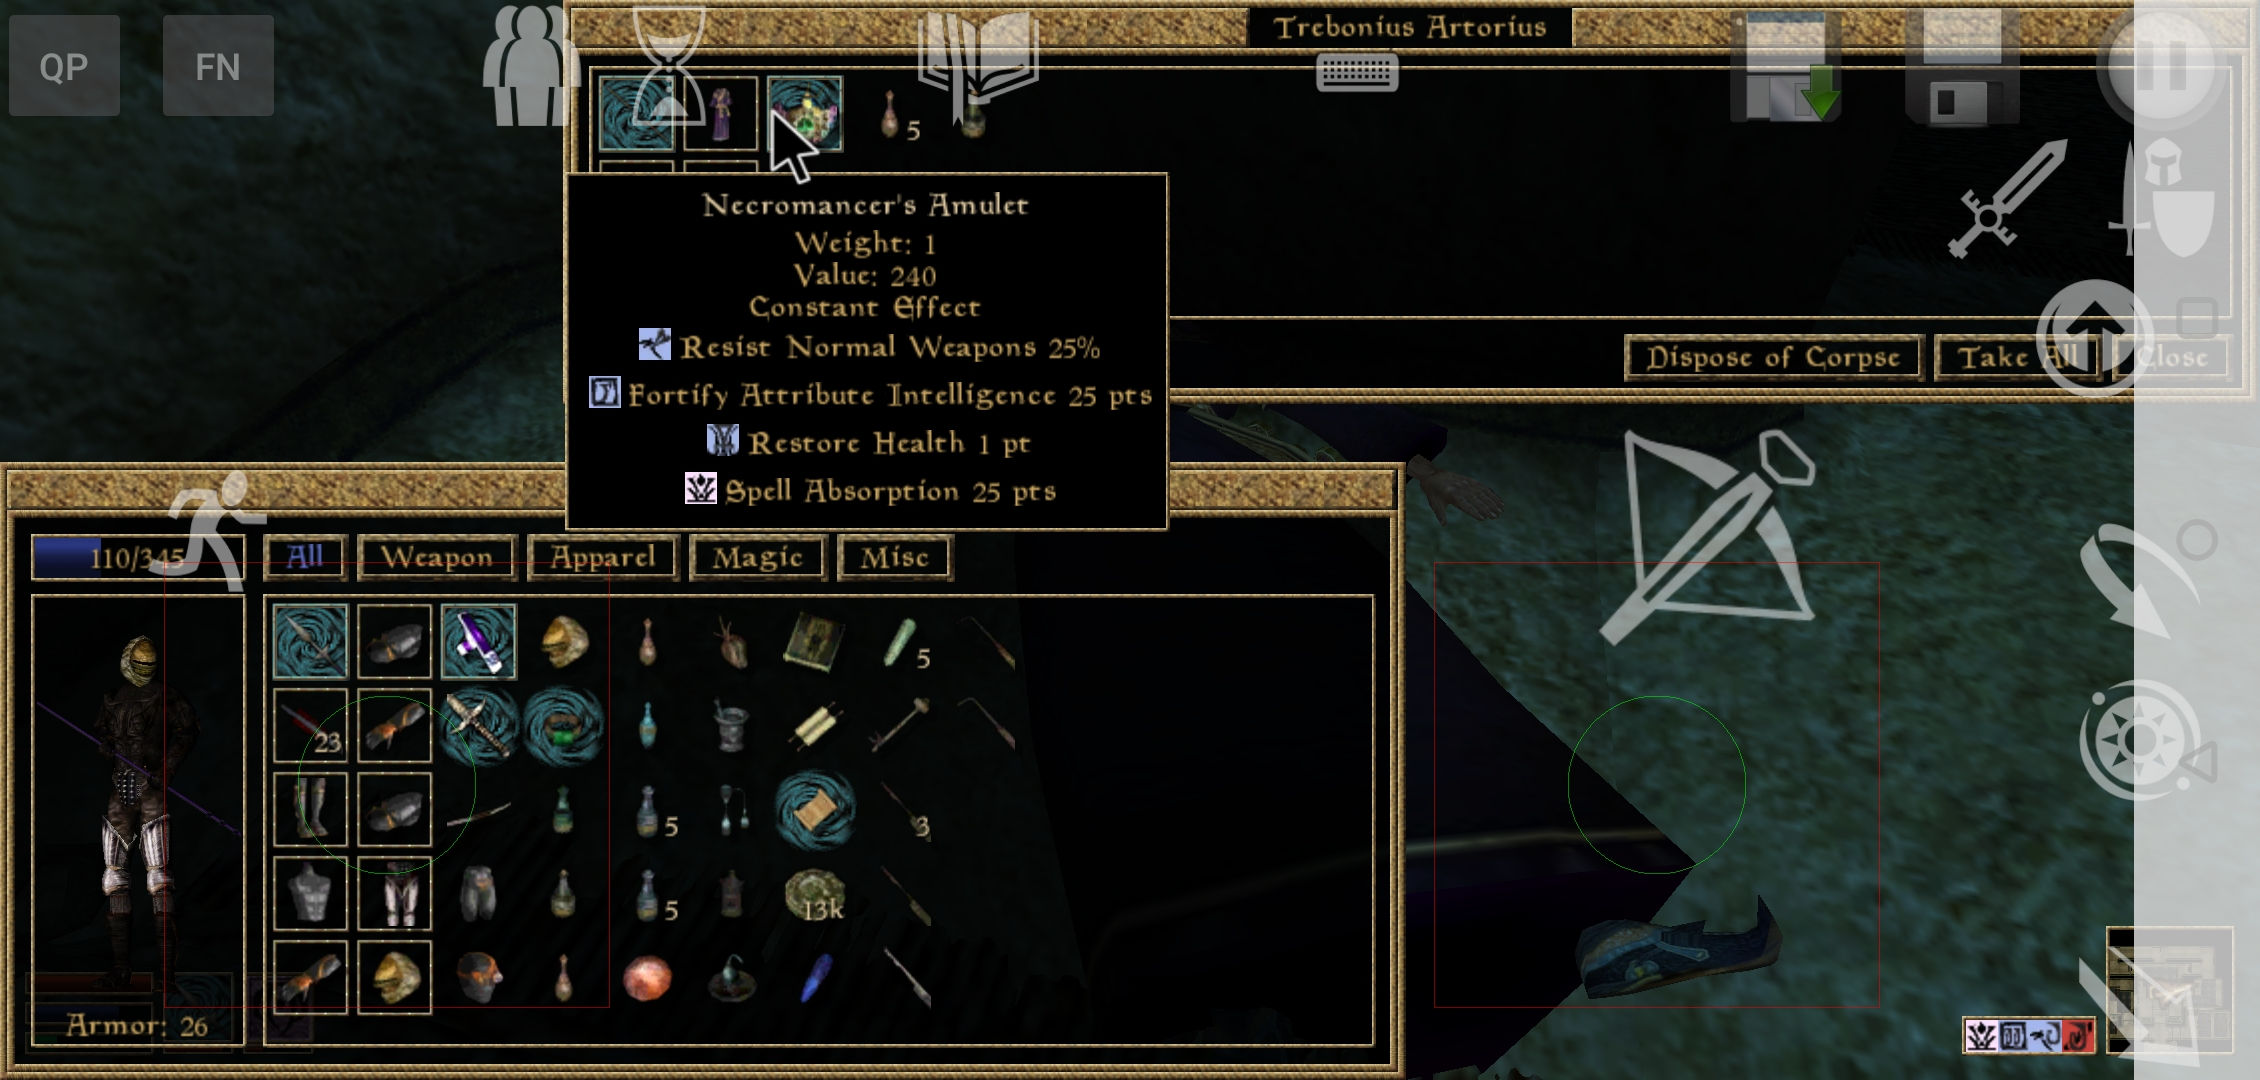 QP
FN
Trebonius Artorius
5
Necromancer's Amulet
Weight: 1
Value: 240
Constant Effect
Resist Normal Weapons 25%
Fortify Attribute Intelligence 25 pts
Restore Health 1 pt
Spell Absorption 25 pts
Dispose of Corpse
Take All
Close
110/345
All
Weapon
Apparel
Magic
Misc
5
23
5
3
5
13k
Armor: 26